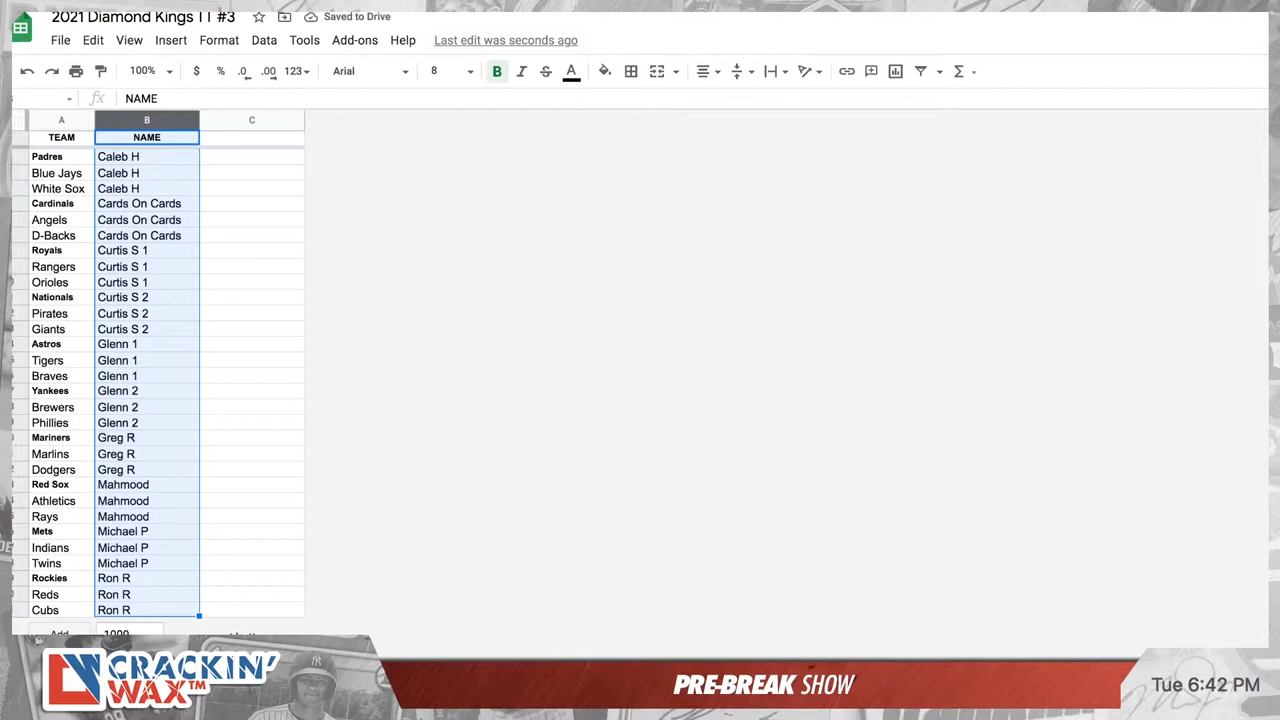 2021 Diamond Kings TT #3 Saved to Drive
File Edit View Insert Format Data Tools Add-ons Help Last edit was seconds ago
100% $ % .0 .00 123 Arial 8 B I S A Σ
fx NAME
A B C
TEAM NAME
Padres Caleb H
Blue Jays Caleb H
White Sox Caleb H
Cardinals Cards On Cards
Angels Cards On Cards
D-Backs Cards On Cards
Royals Curtis S 1
Rangers Curtis S 1
Orioles Curtis S 1
Nationals Curtis S 2
Pirates Curtis S 2
Giants Curtis S 2
Astros Glenn 1
Tigers Glenn 1
Braves Glenn 1
Yankees Glenn 2
Brewers Glenn 2
Phillies Glenn 2
Mariners Greg R
Marlins Greg R
Dodgers Greg R
Red Sox Mahmood
Athletics Mahmood
Rays Mahmood
Mets Michael P
Indians Michael P
Twins Michael P
Rockies Ron R
Reds Ron R
Cubs Ron R
Add 1000
CRACKIN'
WAX™
PRE-BREAK SHOW
Tue 6:42 PM